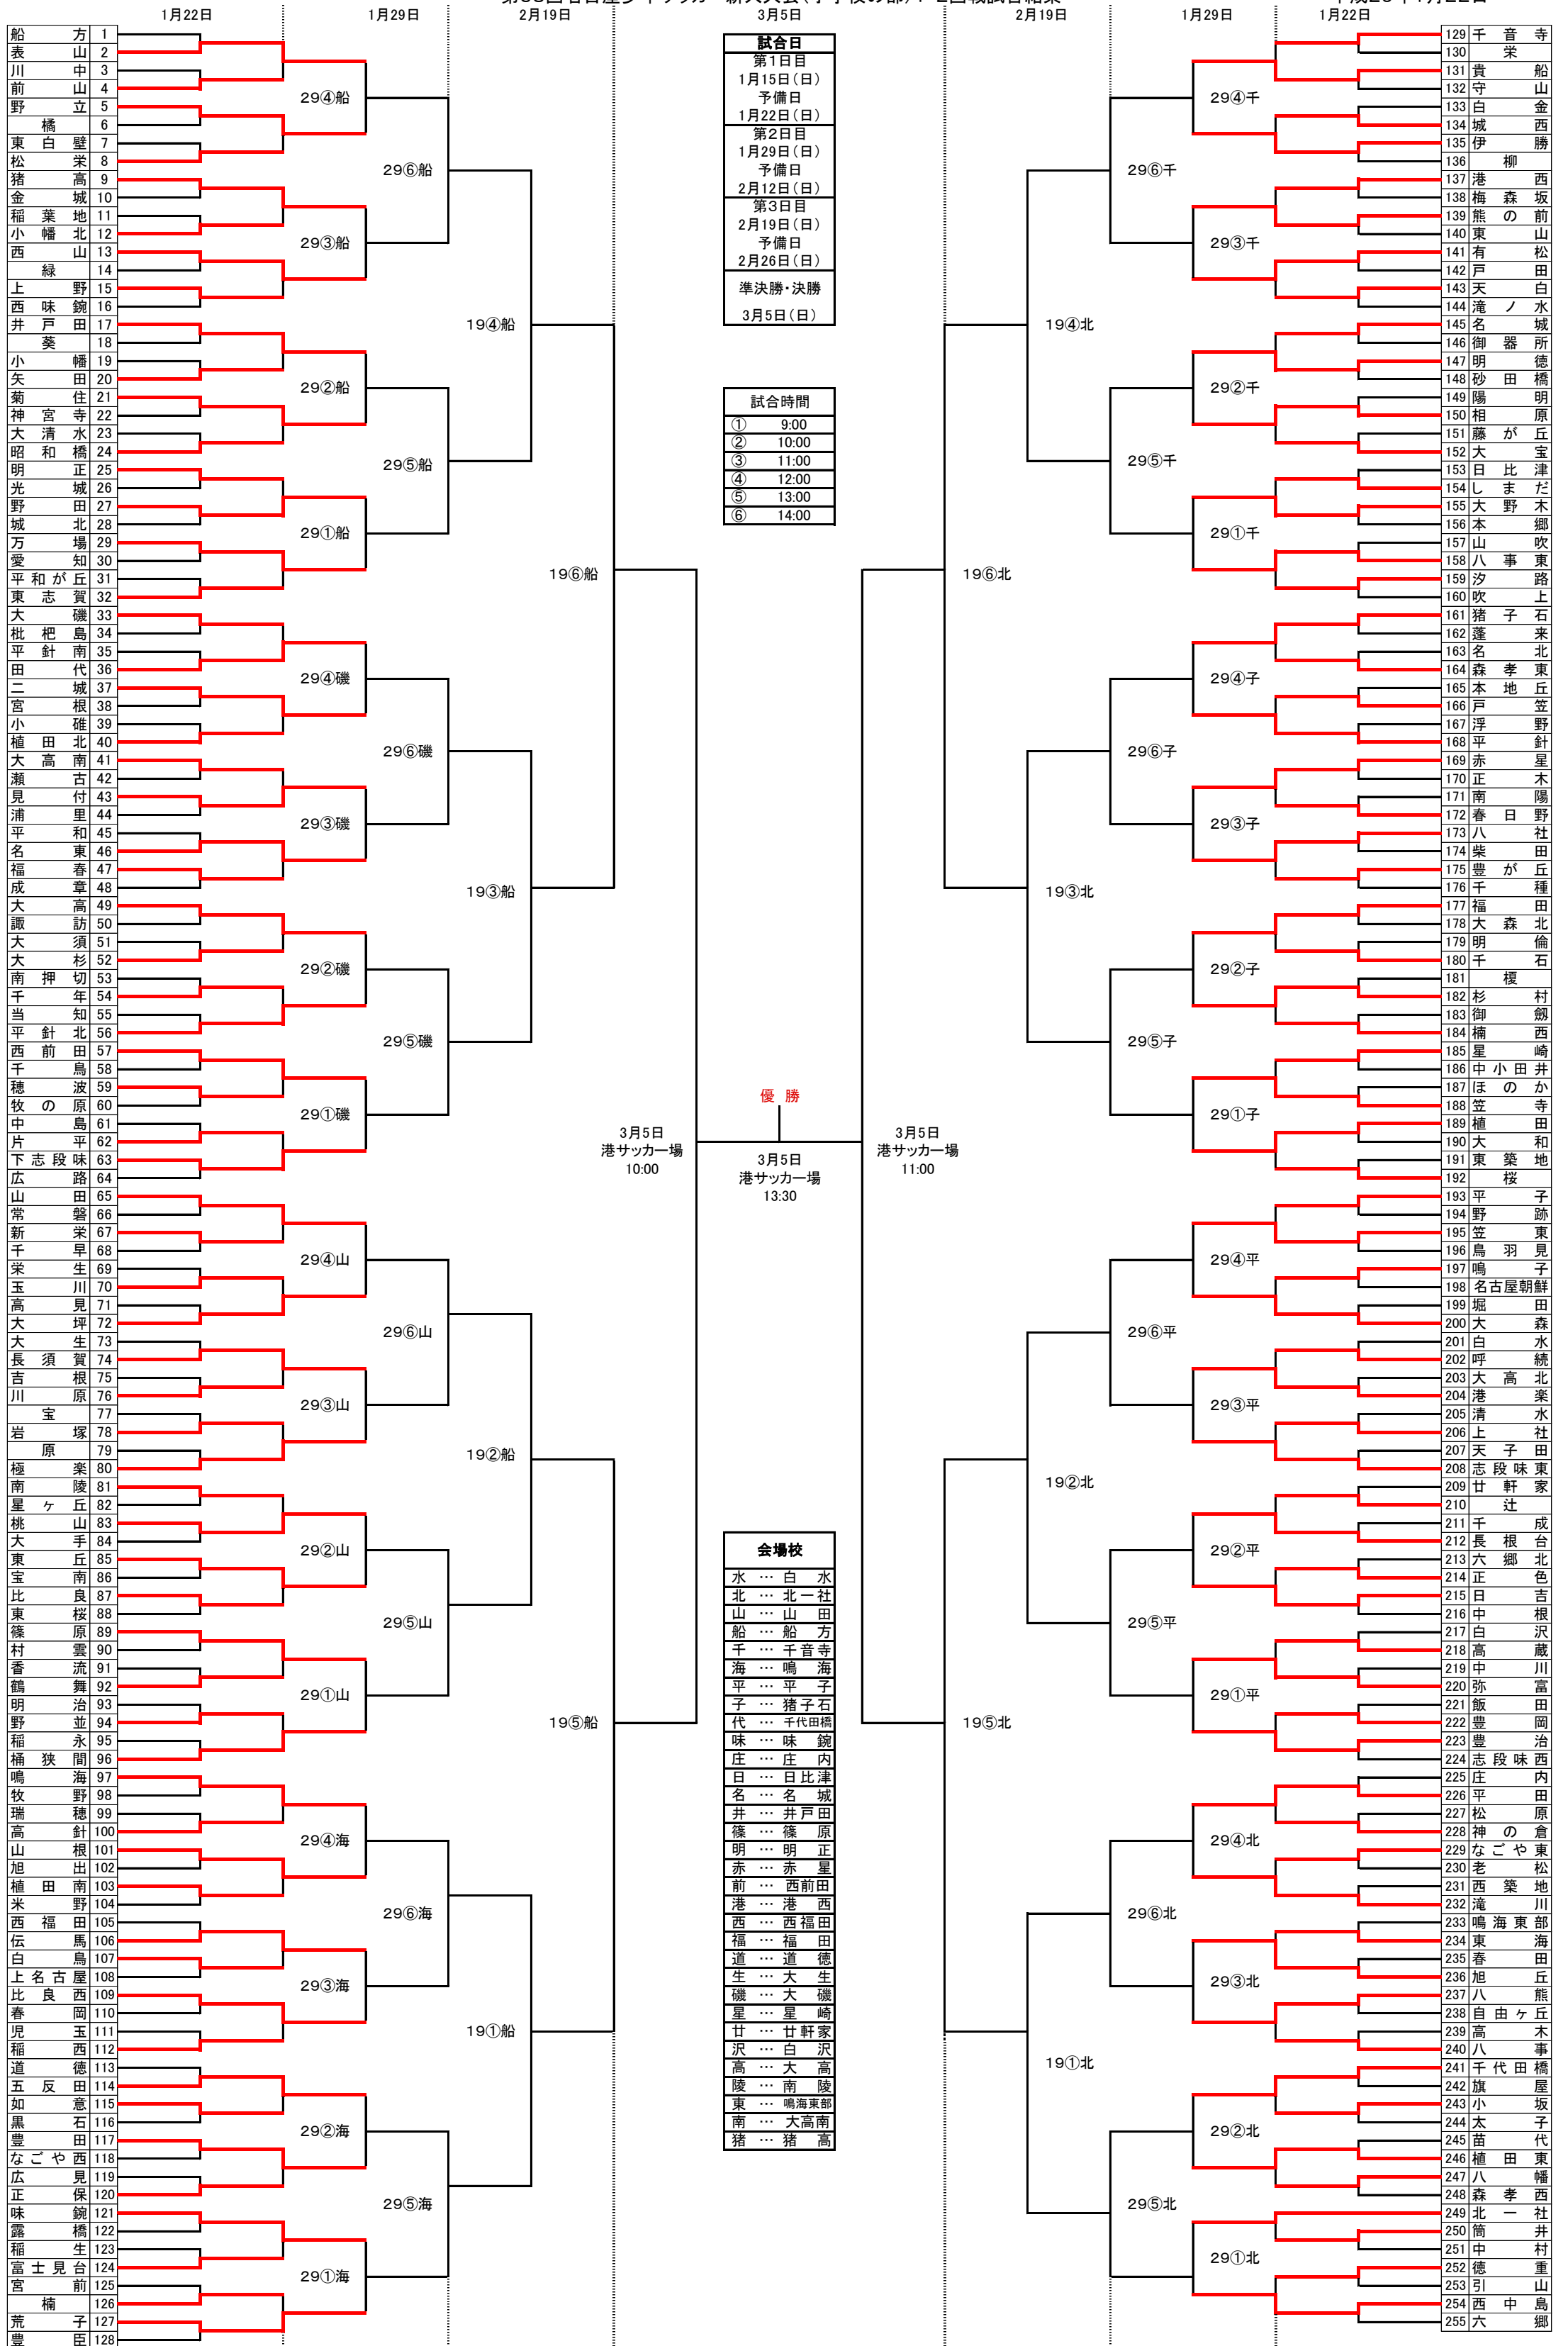 1月22日
1月29日
2月19日
3月5日
2月19日
1月29日
1月22日
船方 1
表山 2
川中 3
前山 4
野立 5
橘 6
東白壁 7
松栄 8
猪高 9
金城 10
稲葉地 11
小幡北 12
西山 13
緑 14
上野 15
西味鋺 16
井戸田 17
葵 18
小幡 19
矢田 20
菊住 21
神宮寺 22
大清水 23
昭和橋 24
明正 25
光城 26
野田 27
城北 28
万場 29
愛知 30
平和が丘 31
東志賀 32
大磯 33
枇杷島 34
平針南 35
田代 36
二城 37
宮根 38
小碓 39
植田北 40
大高南 41
瀬古 42
見付 43
浦里 44
平和 45
名東 46
福春 47
成章 48
大高 49
諏訪 50
大須 51
大杉 52
南押切 53
千年 54
当知 55
平針北 56
西前田 57
千鳥 58
穂波 59
牧の原 60
中島 61
片平 62
下志段味 63
広路 64
山田 65
常磐 66
新栄 67
千早 68
栄生 69
玉川 70
高見 71
大坪 72
大生 73
長須賀 74
吉根 75
川原 76
宝 77
岩塚 78
原 79
極楽 80
南陵 81
星ヶ丘 82
桃山 83
大手 84
東丘 85
宝南 86
比良 87
東桜 88
篠原 89
村雲 90
香流 91
鶴舞 92
明治 93
野並 94
稲永 95
桶狭間 96
鳴海 97
牧野 98
瑞穂 99
高針 100
山根 101
旭出 102
植田南 103
米野 104
西福田 105
伝馬 106
白鳥 107
上名古屋 108
比良西 109
春岡 110
児玉 111
稲西 112
道徳 113
五反田 114
如意 115
黒石 116
豊田 117
なごや西 118
広見 119
正保 120
味鋺 121
露橋 122
稲生 123
富士見台 124
宮前 125
楠 126
荒子 127
豊臣 128
29④船
29③船
29②船
29①船
29④磯
29③磯
29②磯
29①磯
29④山
29③山
29②山
29①山
29④海
29③海
29②海
29①海
29⑥船
29⑤船
29⑥磯
29⑤磯
29⑥山
29⑤山
29⑥海
29⑤海
19④船
19③船
19②船
19①船
19⑥船
19⑤船
試合日
第1日目
1月15日(日)
予備日
1月22日(日)
第2日目
1月29日(日)
予備日
2月12日(日)
第3日目
2月19日(日)
予備日
2月26日(日)
準決勝・決勝
3月5日(日)
試合時間
① 9:00
② 10:00
③ 11:00
④ 12:00
⑤ 13:00
⑥ 14:00
優勝
3月5日
港サッカー場
10:00
3月5日
港サッカー場
13:30
3月5日
港サッカー場
11:00
会場校
水 … 白水
北 … 北一社
山 … 山田
船 … 船方
千 … 千音寺
海 … 鳴海
平 … 平子
子 … 猪子石
代 … 千代田橋
味 … 味鋺
庄 … 庄内
日 … 日比津
名 … 名城
井 … 井戸田
篠 … 篠原
明 … 明正
赤 … 赤星
前 … 西前田
港 … 港西
西 … 西福田
福 … 福田
道 … 道徳
生 … 大生
磯 … 大磯
星 … 星崎
廿 … 廿軒家
沢 … 白沢
高 … 大高
陵 … 南陵
東 … 鳴海東部
南 … 大高南
猪 … 猪高
19⑥北
19⑤北
19④北
19③北
19②北
19①北
29⑥千
29⑤千
29⑥子
29⑤子
29⑥平
29⑤平
29⑥北
29⑤北
29④千
29③千
29②千
29①千
29④子
29③子
29②子
29①子
29④平
29③平
29②平
29①平
29④北
29③北
29②北
29①北
129 千音寺
130 栄
131 貴船
132 守山
133 白金
134 城西
135 伊勝
136 柳
137 港西
138 梅森坂
139 熊の前
140 東山
141 有松
142 戸田
143 天白
144 滝ノ水
145 名城
146 御器所
147 明徳
148 砂田橋
149 陽明
150 相原
151 藤が丘
152 大宝
153 日比津
154 しまだ
155 大野木
156 本郷
157 山吹
158 八事東
159 汐路
160 吹上
161 猪子石
162 蓬来
163 名北
164 森孝東
165 本地丘
166 戸笠
167 浮野
168 平針
169 赤星
170 正木
171 南陽
172 春日野
173 八社
174 柴田
175 豊が丘
176 千種
177 福田
178 大森北
179 明倫
180 千石
181 榎
182 杉村
183 御劔
184 楠西
185 星崎
186 中小田井
187 ほのか
188 笠寺
189 植田
190 大和
191 東築地
192 桜
193 平子
194 野跡
195 笠東
196 鳥羽見
197 鳴子
198 名古屋朝鮮
199 堀田
200 大森
201 白水
202 呼続
203 大高北
204 港楽
205 清水
206 上社
207 天子田
208 志段味東
209 廿軒家
210 辻
211 千成
212 長根台
213 六郷北
214 正色
215 日吉
216 中根
217 白沢
218 高蔵
219 中川
220 弥富
221 飯田
222 豊岡
223 豊治
224 志段味西
225 庄内
226 平田
227 松原
228 神の倉
229 なごや東
230 老松
231 西築地
232 滝川
233 鳴海東部
234 東海
235 春田
236 旭丘
237 八熊
238 自由ヶ丘
239 高木
240 八事
241 千代田橋
242 旗屋
243 小坂
244 太子
245 苗代
246 植田東
247 八幡
248 森孝西
249 北一社
250 筒井
251 中村
252 徳重
253 引山
254 西中島
255 六郷